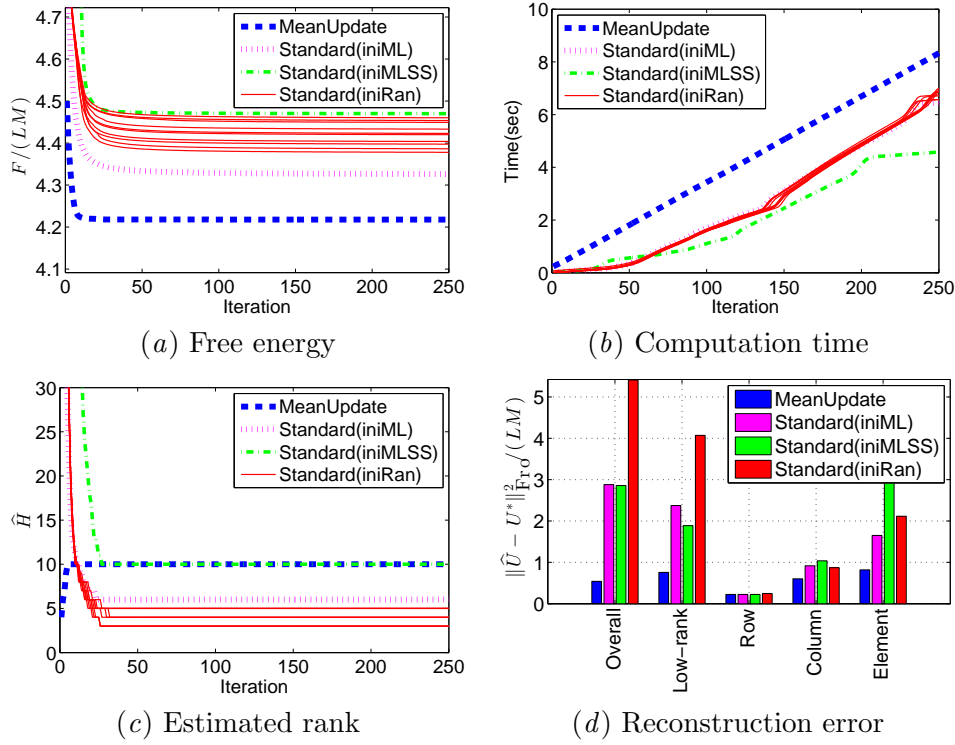 4.7
4.6
4.5
4.4
4.3
4.2
4.1
F/(LM)
MeanUpdate
Standard(iniML)
Standard(iniMLSS)
Standard(iniRan)
0 50 100 150 200 250
Iteration
(a) Free energy
10
8
6
4
2
0
Time(sec)
MeanUpdate
Standard(iniML)
Standard(iniMLSS)
Standard(iniRan)
0 50 100 150 200 250
Iteration
(b) Computation time
30
25
20
15
10
5
0
Ĥ
MeanUpdate
Standard(iniML)
Standard(iniMLSS)
Standard(iniRan)
0 50 100 150 200 250
Iteration
(c) Estimated rank
5
4
3
2
1
0
||Û − U*||²Fro/(LM)
MeanUpdate
Standard(iniML)
Standard(iniMLSS)
Standard(iniRan)
Overall
Low−rank
Row
Column
Element
(d) Reconstruction error